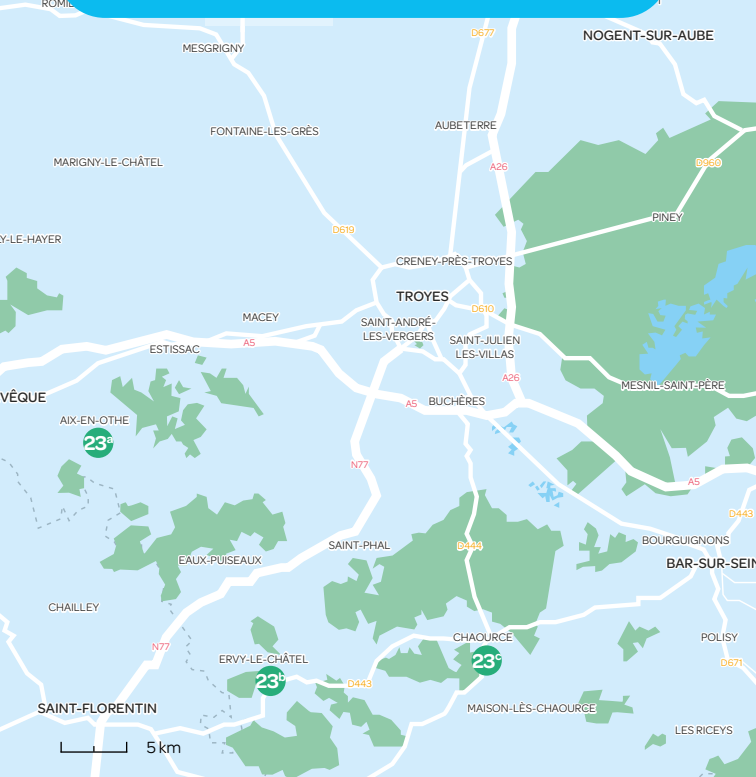 NOGENT-SUR-AUBE
D677
MESGRIGNY
AUBETERRE
FONTAINE-LES-GRÈS
MARIGNY-LE-CHÂTEL
A26
D960
PINEY
D619
Y-LE-HAYER
CRENEY-PRÈS-TROYES
TROYES
D610
MACEY
SAINT-ANDRÉ-
LES-VERGERS
SAINT-JULIEN
LES-VILLAS
ESTISSAC
A5
A26
MESNIL-SAINT-PÈRE
VÊQUE
A5
BUCHÈRES
AIX-EN-OTHE
23a
N77
A5
D443
SAINT-PHAL
D444
BOURGUIGNONS
EAUX-PUISEAUX
BAR-SUR-SEIN
CHAILLEY
CHAOURCE
POLISY
N77
ERVY-LE-CHÂTEL
23c
D671
23b
D443
SAINT-FLORENTIN
MAISON-LÈS-CHAOURCE
LES RICEYS
5 km